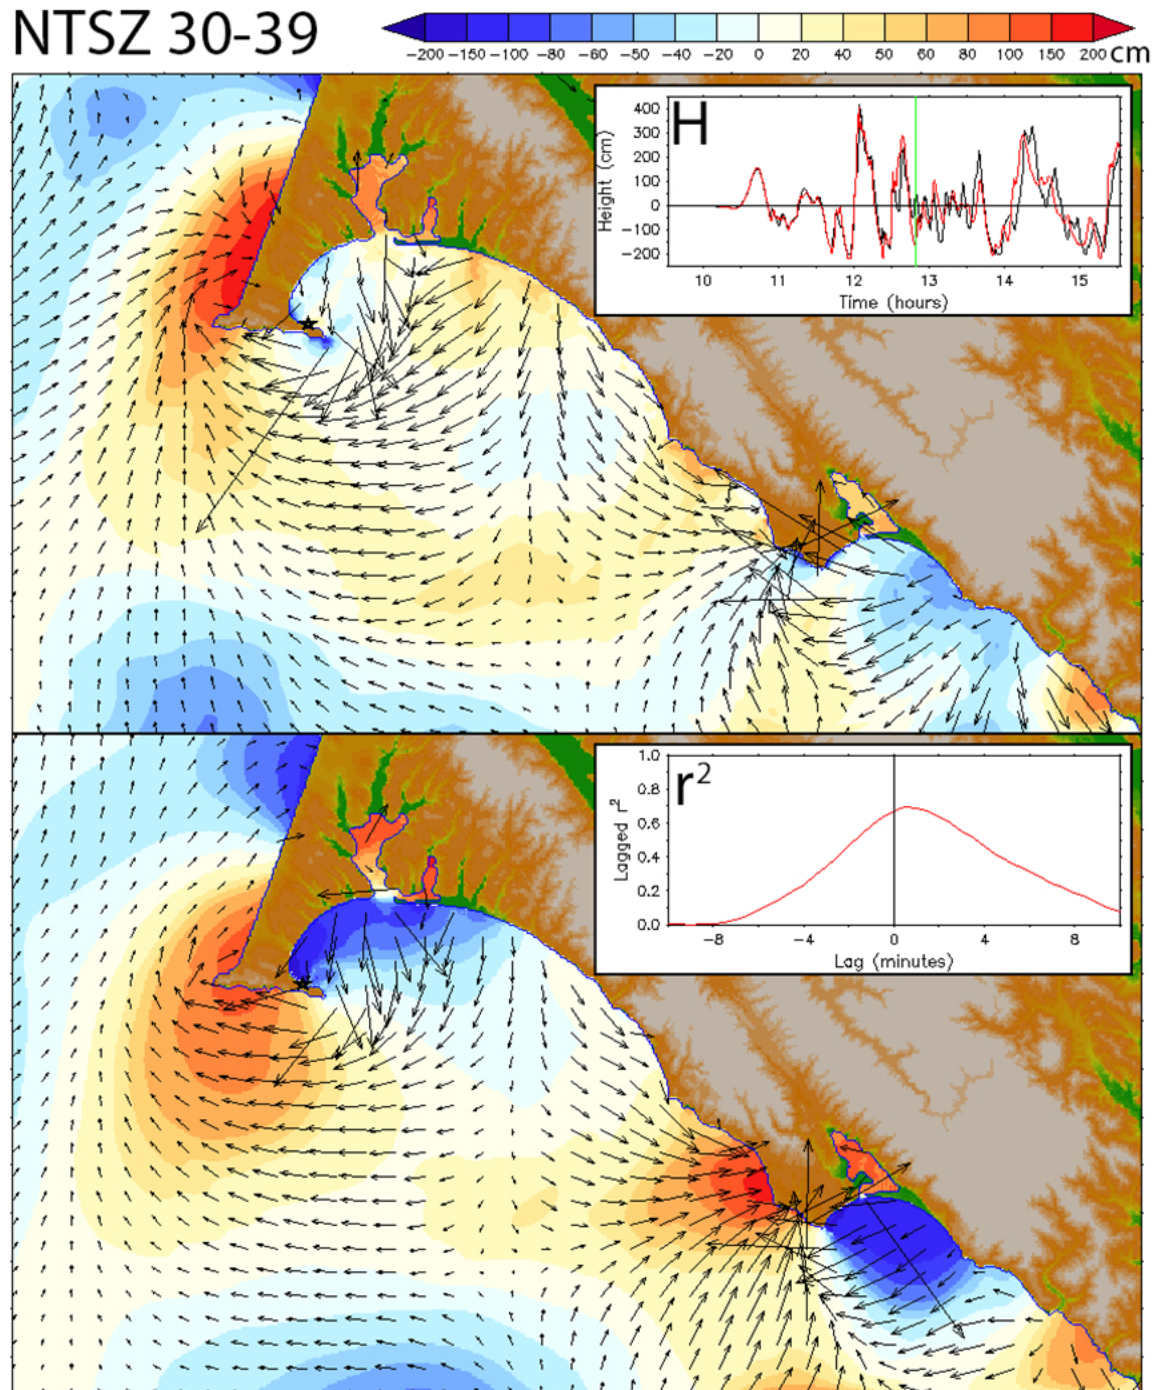 NTSZ 30-39
−200 −150 −100 −80 −60 −50 −40 −20 0 20 40 50 60 80 100 150 200 cm
H
Height (cm)
400
300
200
100
0
−100
−200
10 11 12 13 14 15
Time (hours)
r²
Lagged r²
1.0
0.8
0.6
0.4
0.2
0.0
−8 −4 0 4 8
Lag (minutes)